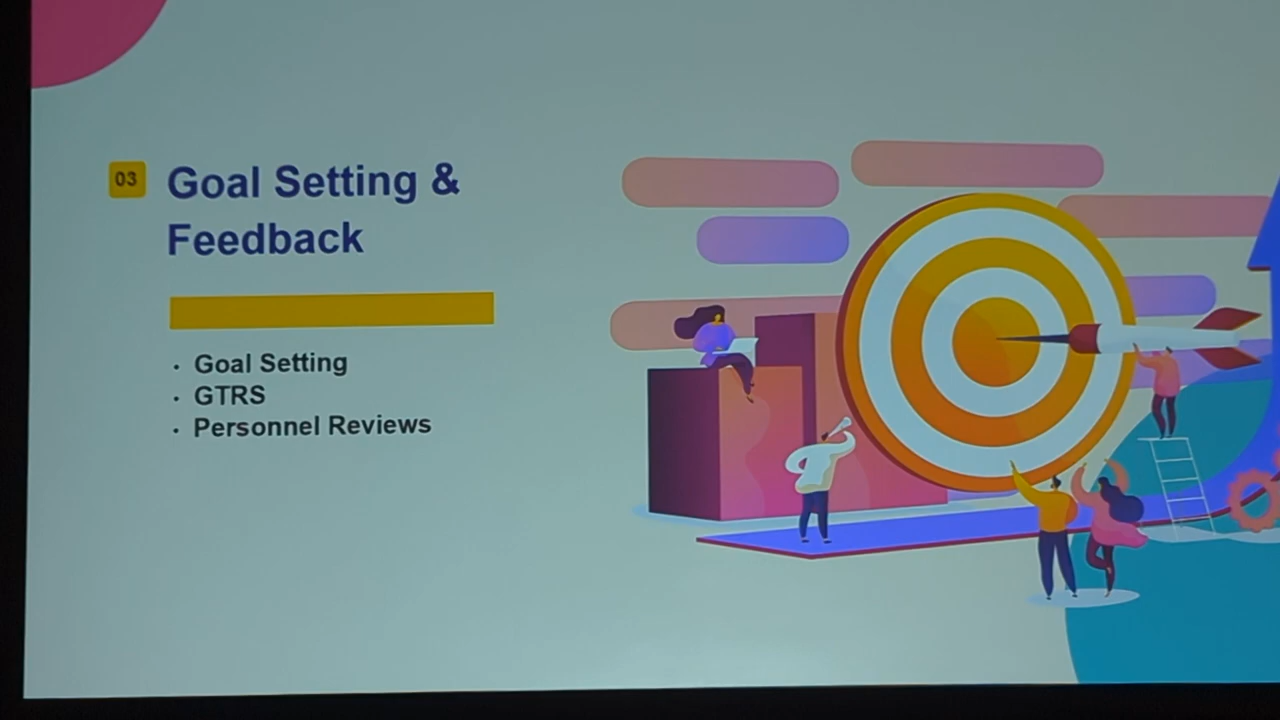 03
Goal Setting &
Feedback
• Goal Setting
• GTRS
• Personnel Reviews